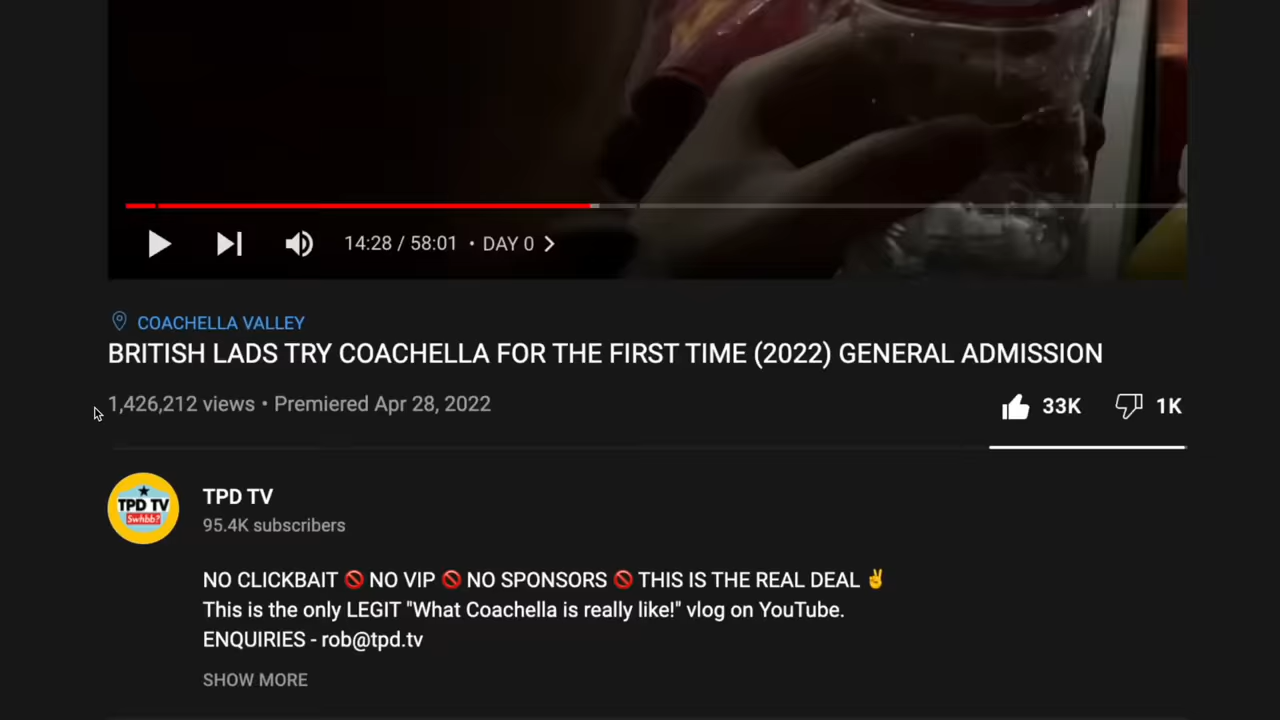 14:28 / 58:01 • DAY 0
COACHELLA VALLEY
BRITISH LADS TRY COACHELLA FOR THE FIRST TIME (2022) GENERAL ADMISSION
1,426,212 views • Premiered Apr 28, 2022
33K 1K
TPD TV
Swhbb?
TPD TV
95.4K subscribers
NO CLICKBAIT 🚫 NO VIP 🚫 NO SPONSORS 🚫 THIS IS THE REAL DEAL ✌
This is the only LEGIT "What Coachella is really like!" vlog on YouTube.
ENQUIRIES - rob@tpd.tv
SHOW MORE